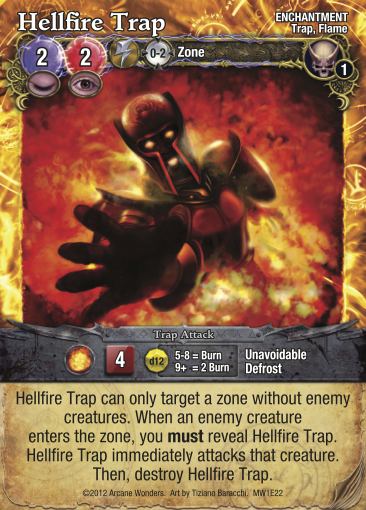 Hellfire Trap
ENCHANTMENT
Trap, Flame
2 2 0-2 Zone
1
Trap Attack
4 d12 5-8 = Burn Unavoidable
9+ = 2 Burn Defrost
Hellfire Trap can only target a zone without enemy
creatures. When an enemy creature
enters the zone, you must reveal Hellfire Trap.
Hellfire Trap immediately attacks that creature.
Then, destroy Hellfire Trap.
©2012 Arcane Wonders. Art by Tiziana Baracchi. MW1E22